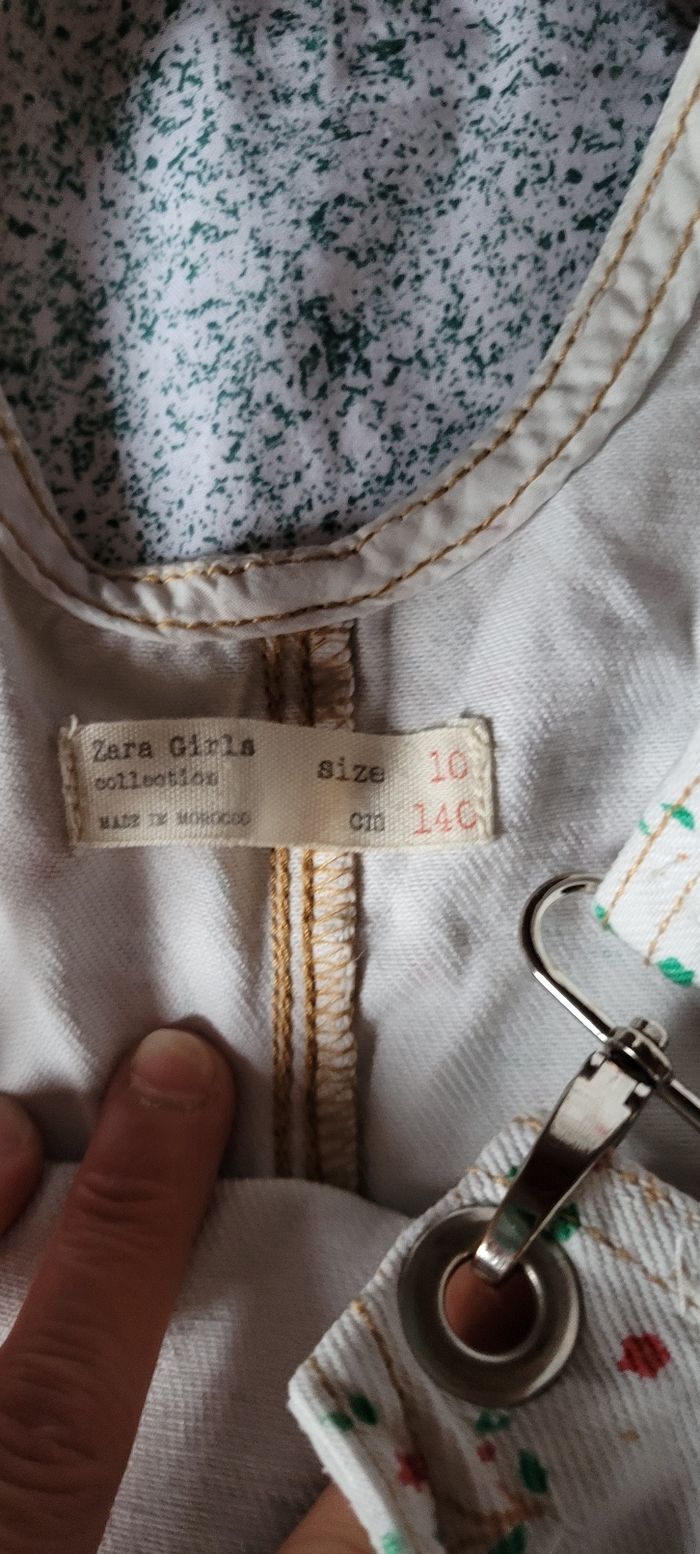 Zara Girls
collection
MADE IN MOROCCO
size 10
cm 140